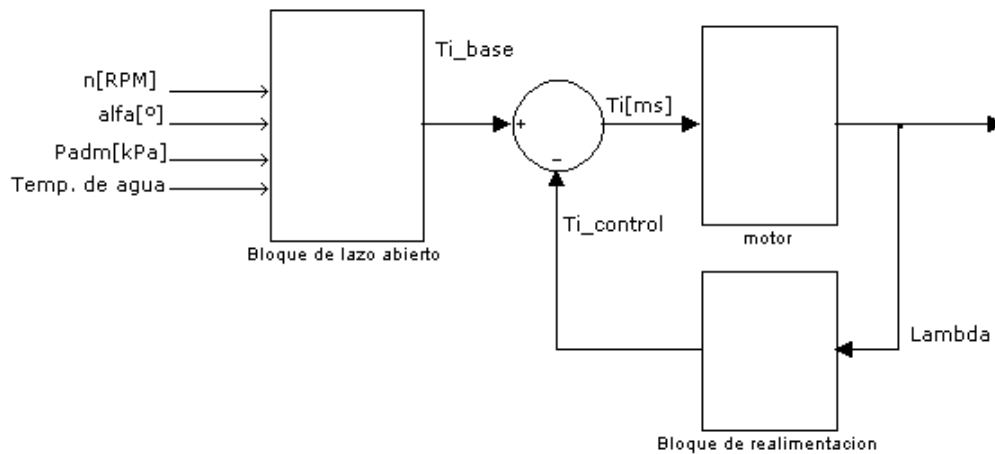 Ti_base
n[RPM]
alfa[º]
Padm[kPa]
Temp. de agua
+
-
Ti[ms]
Ti_control
Bloque de lazo abierto
motor
Lambda
Bloque de realimentacion